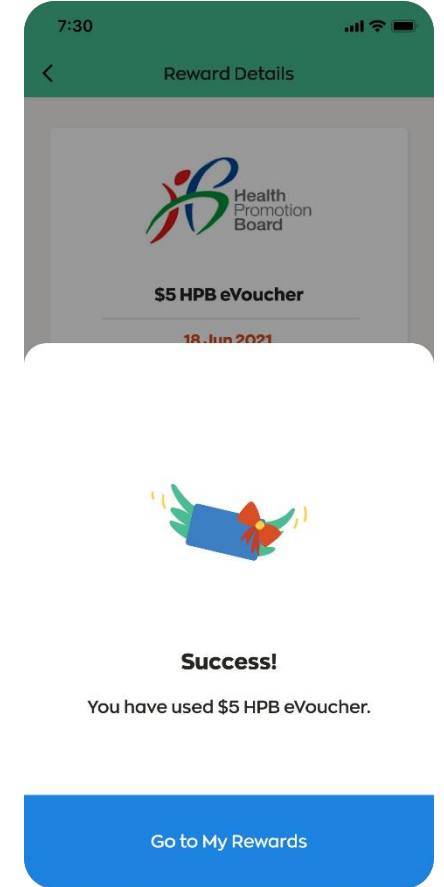 7:30
Reward Details
Health
Promotion
Board
$5 HPB eVoucher
18 Jun 2021
Success!
You have used $5 HPB eVoucher.
Go to My Rewards